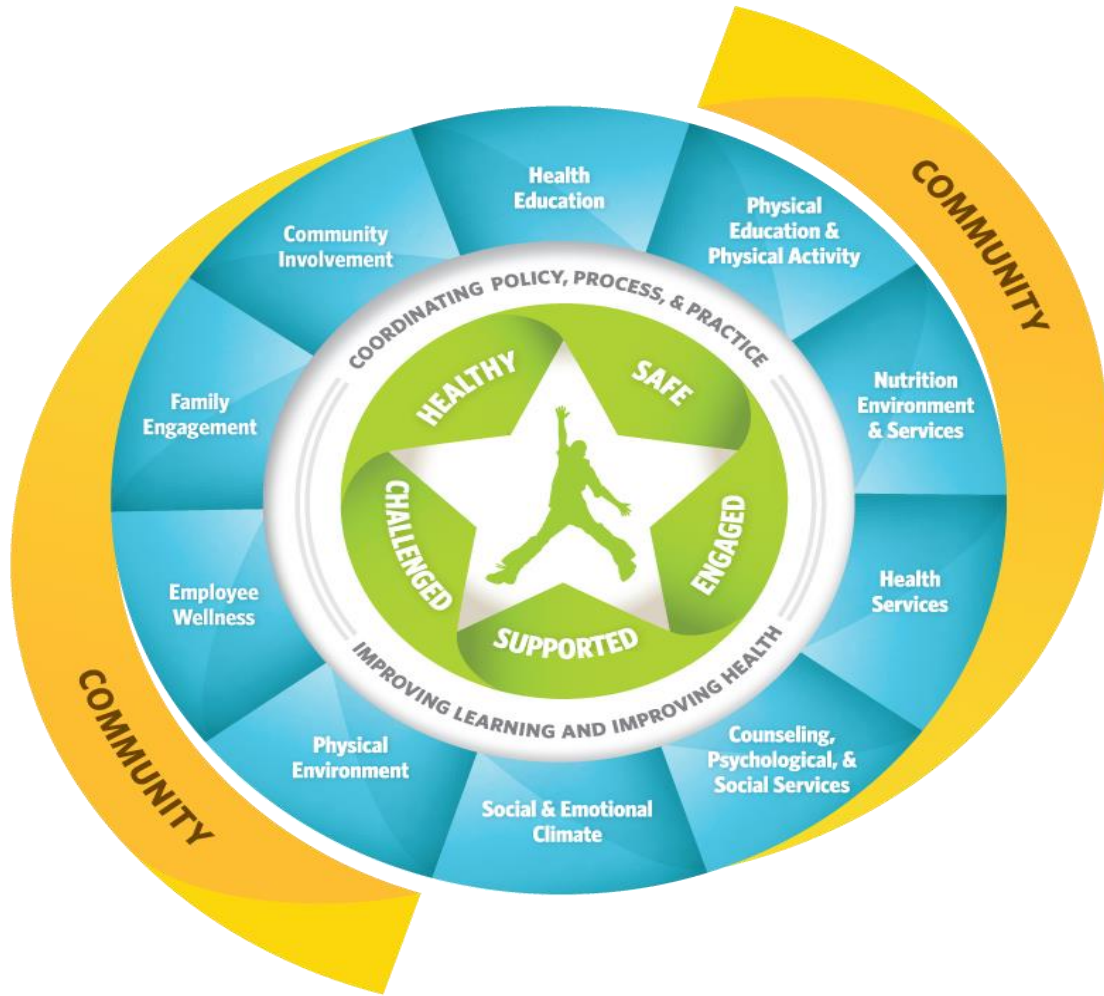 COMMUNITY
Health
Education
Physical
Education &
Physical Activity
Nutrition
Environment
& Services
Health
Services
Counseling,
Psychological, &
Social Services
Social & Emotional
Climate
Physical
Environment
Employee
Wellness
Family
Engagement
Community
Involvement
COORDINATING POLICY, PROCESS, & PRACTICE
IMPROVING LEARNING AND IMPROVING HEALTH
HEALTHY
SAFE
ENGAGED
SUPPORTED
CHALLENGED
COMMUNITY